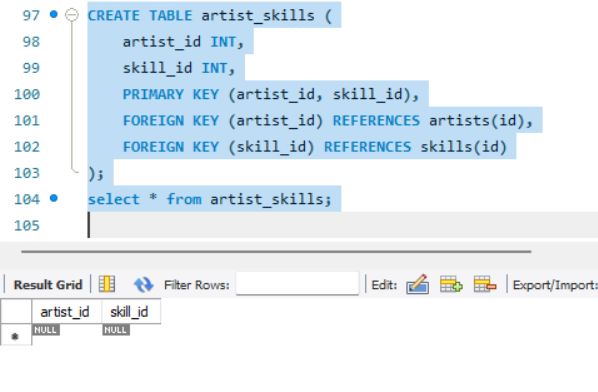 97 CREATE TABLE artist_skills (
98 artist_id INT,
99 skill_id INT,
100 PRIMARY KEY (artist_id, skill_id),
101 FOREIGN KEY (artist_id) REFERENCES artists(id),
102 FOREIGN KEY (skill_id) REFERENCES skills(id)
103 );
104 select * from artist_skills;
105
Result Grid Filter Rows: Edit: Export/Import:
artist_id skill_id
* NULL NULL